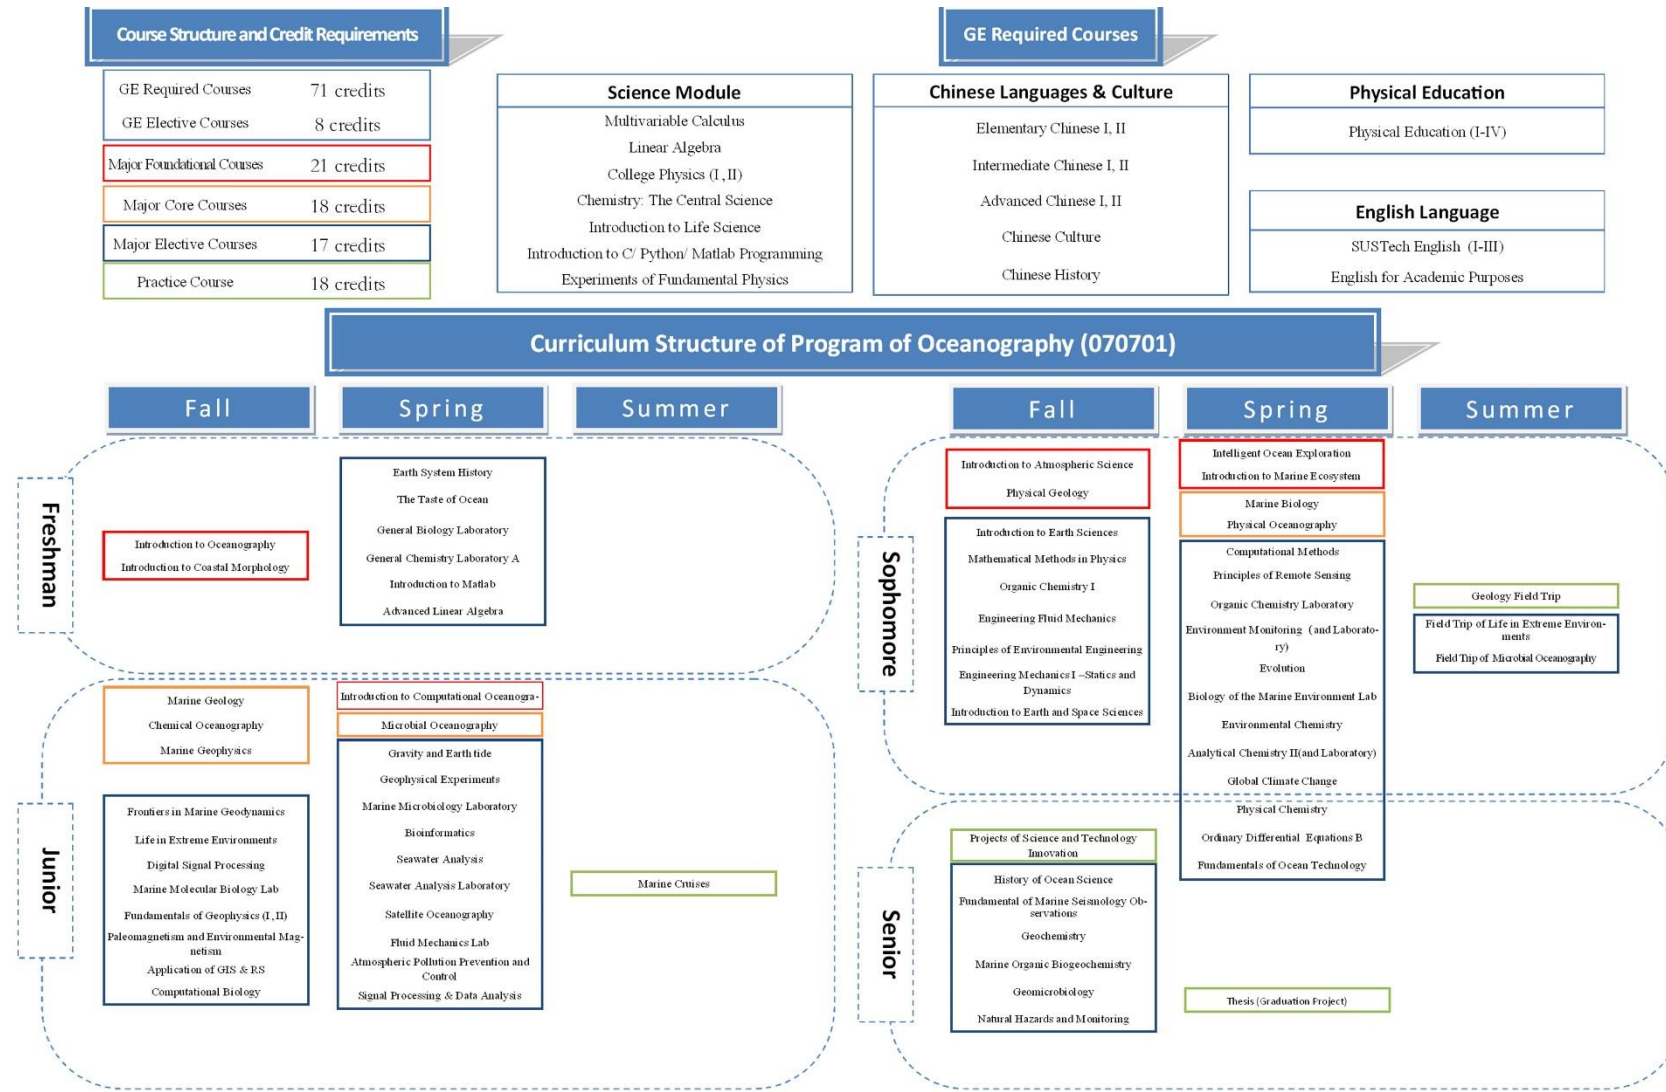 Course Structure and Credit Requirements
GE Required Courses 71 credits
GE Elective Courses 8 credits
Major Foundational Courses 21 credits
Major Core Courses 18 credits
Major Elective Courses 17 credits
Practice Course 18 credits
GE Required Courses
Science Module
Multivariable Calculus
Linear Algebra
College Physics (I ,II)
Chemistry: The Central Science
Introduction to Life Science
Introduction to C/ Python/ Matlab Programming
Experiments of Fundamental Physics
Chinese Languages & Culture
Elementary Chinese I, II
Intermediate Chinese I, II
Advanced Chinese I, II
Chinese Culture
Chinese History
Physical Education
Physical Education (I-IV)
English Language
SUSTech English (I-III)
English for Academic Purposes
Curriculum Structure of Program of Oceanography (070701)
Fall
Spring
Summer
Freshman
Introduction to Oceanography
Introduction to Coastal Morphology
Earth System History
The Taste of Ocean
General Biology Laboratory
General Chemistry Laboratory A
Introduction to Matlab
Advanced Linear Algebra
Junior
Marine Geology
Chemical Oceanography
Marine Geophysics
Frontiers in Marine Geodynamics
Life in Extreme Environments
Digital Signal Processing
Marine Molecular Biology Lab
Fundamentals of Geophysics (I ,II)
Paleomagnetism and Environmental Mag-
netism
Application of GIS & RS
Computational Biology
Introduction to Computational Oceanogra-
Microbial Oceanography
Gravity and Earth tide
Geophysical Experiments
Marine Microbiology Laboratory
Bioinformatics
Seawater Analysis
Seawater Analysis Laboratory
Satellite Oceanography
Fluid Mechanics Lab
Atmospheric Pollution Prevention and
Control
Signal Processing & Data Analysis
Marine Cruises
Fall
Spring
Summer
Sophomore
Introduction to Atmospheric Science
Physical Geology
Introduction to Earth Sciences
Mathematical Methods in Physics
Organic Chemistry I
Engineering Fluid Mechanics
Principles of Environmental Engineering
Engineering Mechanics I –Statics and
Dynamics
Introduction to Earth and Space Sciences
Intelligent Ocean Exploration
Introduction to Marine Ecosystem
Marine Biology
Physical Oceanography
Computational Methods
Principles of Remote Sensing
Organic Chemistry Laboratory
Environment Monitoring （and Laborato-
ry)
Evolution
Biology of the Marine Environment Lab
Environmental Chemistry
Analytical Chemistry II(and Laboratory)
Global Climate Change
Physical Chemistry
Ordinary Differential Equations B
Fundamentals of Ocean Technology
Geology Field Trip
Field Trip of Life in Extreme Environ-
ments
Field Trip of Microbial Oceanography
Senior
Projects of Science and Technology
Innovation
History of Ocean Science
Fundamental of Marine Seismology Ob-
servations
Geochemistry
Marine Organic Biogeochemistry
Geomicrobiology
Natural Hazards and Monitoring
Thesis (Graduation Project)